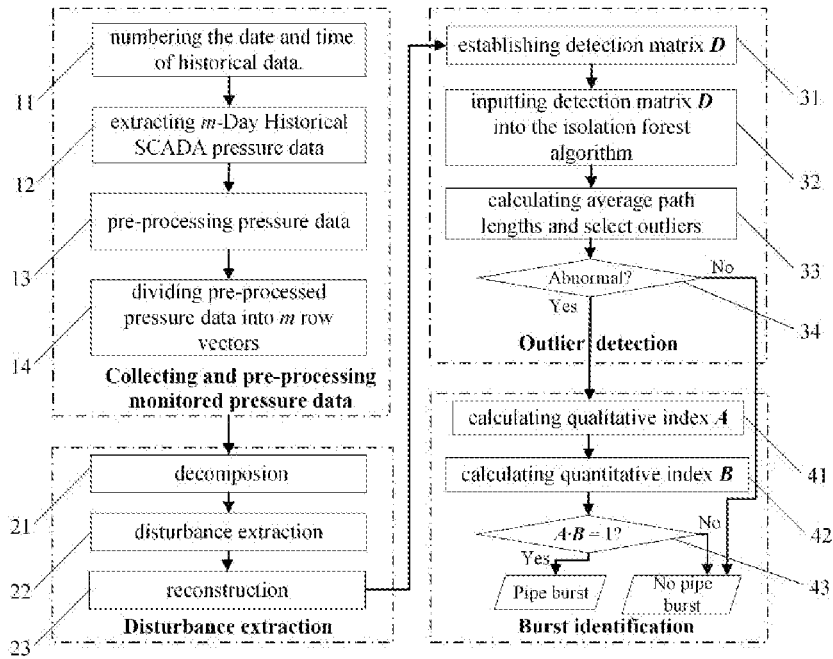 numbering the date and time
of historical data.
11
extracting m-Day Historical
SCADA pressure data
12
pre-processing pressure data
13
dividing pre-processed
pressure data into m row
vectors
14
Collecting and pre-processing
monitored pressure data
decomposion
21
disturbance extraction
22
reconstruction
23
Disturbance extraction
establishing detection matrix D
31
inputting detection matrix D
into the isolation forest
algorithm
32
calculating average path
lengths and select outliers
33
Abnormal?
No
Yes
34
Outlier detection
calculating qualitative index A
41
calculating quantitative index B
42
A·B = 1?
No
Yes
43
Pipe burst
No pipe
burst
Burst identification